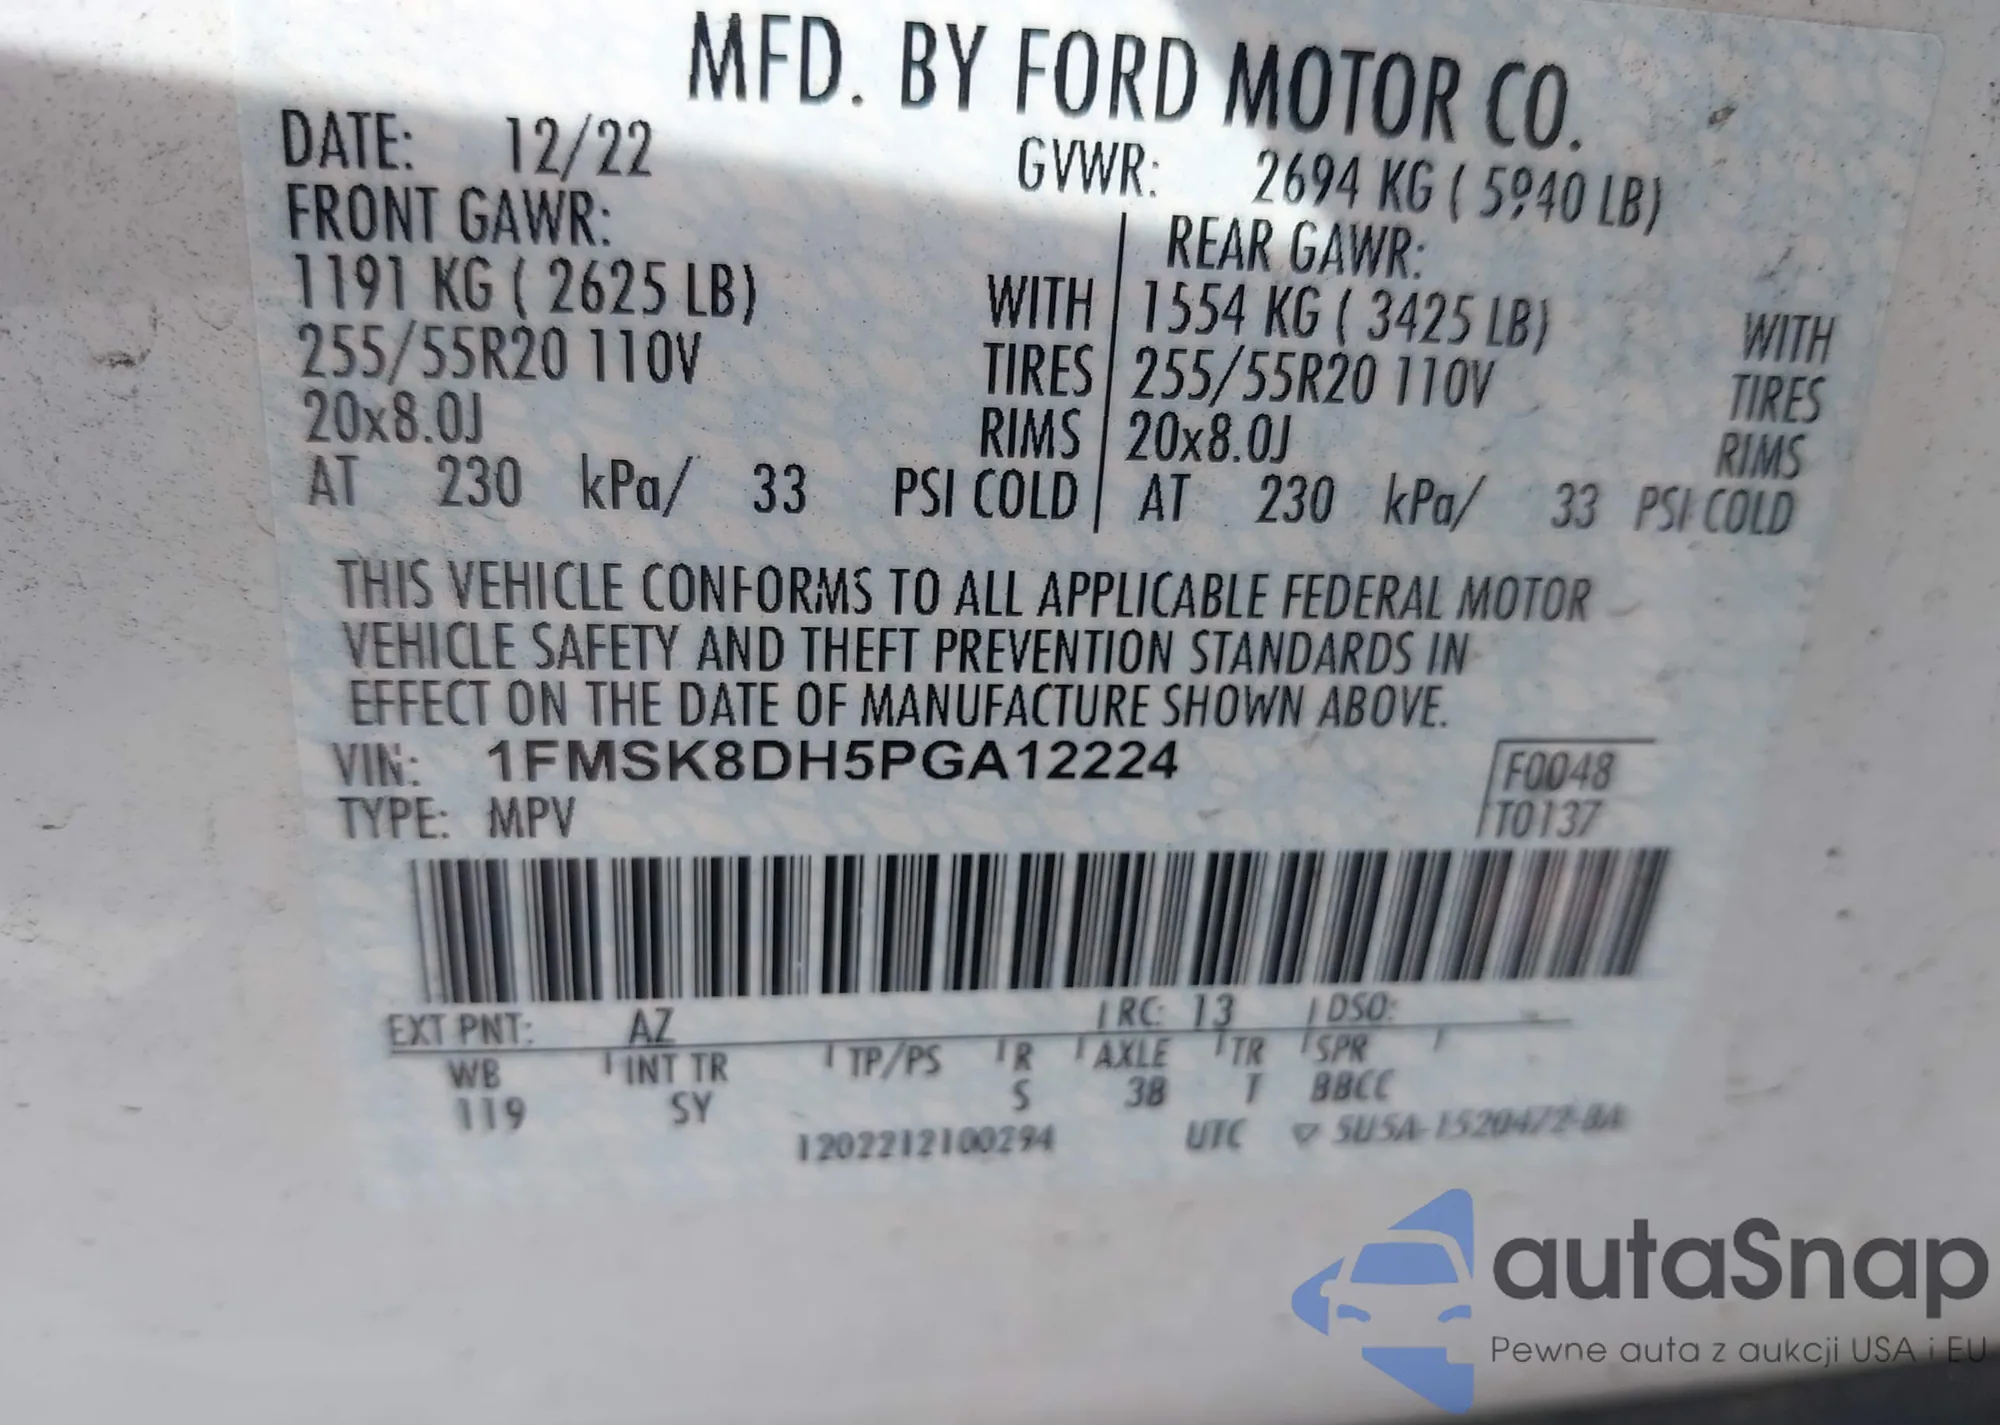 MFD. BY FORD MOTOR CO.
DATE: 12/22 GVWR: 2694 KG ( 5940 LB)
FRONT GAWR: REAR GAWR:
1191 KG ( 2625 LB) WITH 1554 KG ( 3425 LB) WITH
255/55R20 110V TIRES 255/55R20 110V TIRES
20x8.0J RIMS 20x8.0J RIMS
AT 230 kPa/ 33 PSI COLD AT 230 kPa/ 33 PSI COLD
THIS VEHICLE CONFORMS TO ALL APPLICABLE FEDERAL MOTOR
VEHICLE SAFETY AND THEFT PREVENTION STANDARDS IN
EFFECT ON THE DATE OF MANUFACTURE SHOWN ABOVE.
VIN: 1FMSK8DH5PGA12224 F0048
TYPE: MPV T0137
EXT PNT: AZ RC: 13 DSO:
WB INT TR TP/PS R AXLE TR SPR
119 SY S 38 T BBCC
1202212100294 UTC ▽ 5U5A-1520472-BA
autaSnap
Pewne auta z aukcji USA i EU